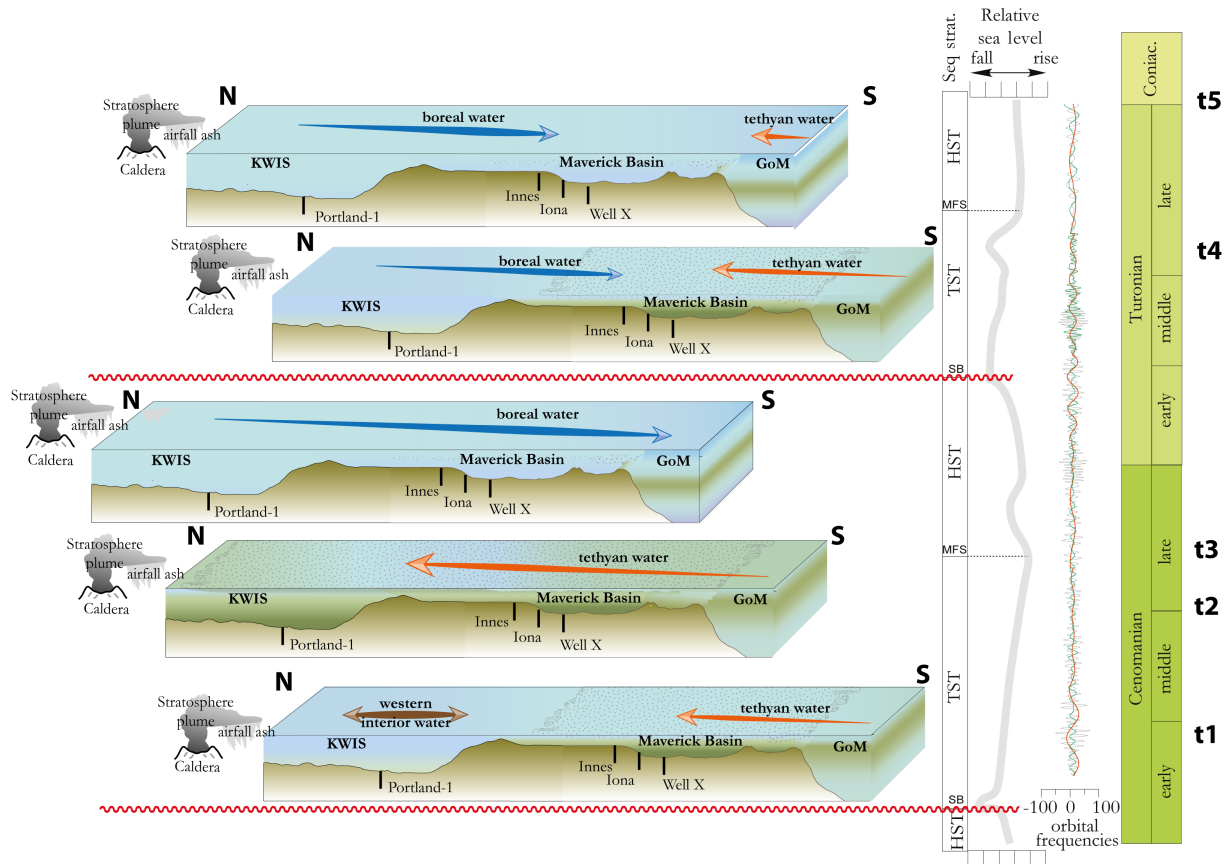 Seq strat.
Relative
sea level
fall
rise
N
S
Stratosphere
plume
airfall ash
Caldera
boreal water
tethyan water
KWIS
Maverick Basin
GoM
Innes
Iona
Well X
Portland-1
N
S
Stratosphere
plume
airfall ash
Caldera
boreal water
tethyan water
KWIS
Maverick Basin
GoM
Innes
Iona
Well X
Portland-1
N
S
Stratosphere
plume
airfall ash
Caldera
boreal water
KWIS
Maverick Basin
GoM
Innes
Iona
Well X
Portland-1
N
S
Stratosphere
plume
airfall ash
Caldera
tethyan water
KWIS
Maverick Basin
GoM
Innes
Iona
Well X
Portland-1
N
S
Stratosphere
plume
airfall ash
Caldera
western
interior water
tethyan water
KWIS
Maverick Basin
GoM
Innes
Iona
Well X
Portland-1
HST
MFS
TST
SB
HST
MFS
TST
SB
HST
-100 0 100
orbital
frequencies
Coniac.
Turonian
late
middle
early
Cenomanian
late
middle
early
t5
t4
t3
t2
t1